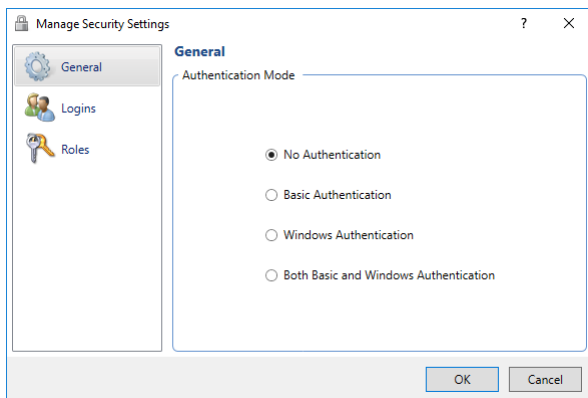 Manage Security Settings
?
General
Logins
Roles
General
Authentication Mode
No Authentication
Basic Authentication
Windows Authentication
Both Basic and Windows Authentication
OK
Cancel